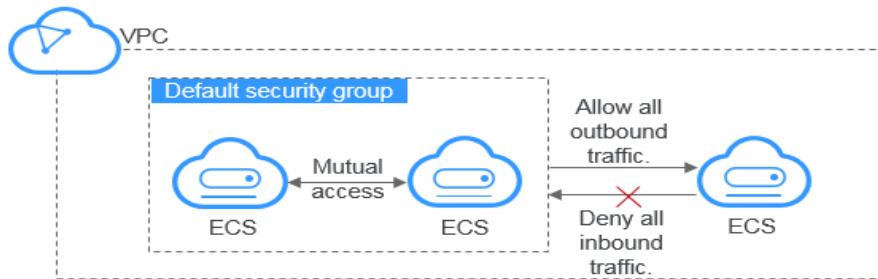 VPC
Default security group
Allow all
outbound
traffic.
Mutual
access
ECS
ECS
ECS
Deny all
inbound
traffic.